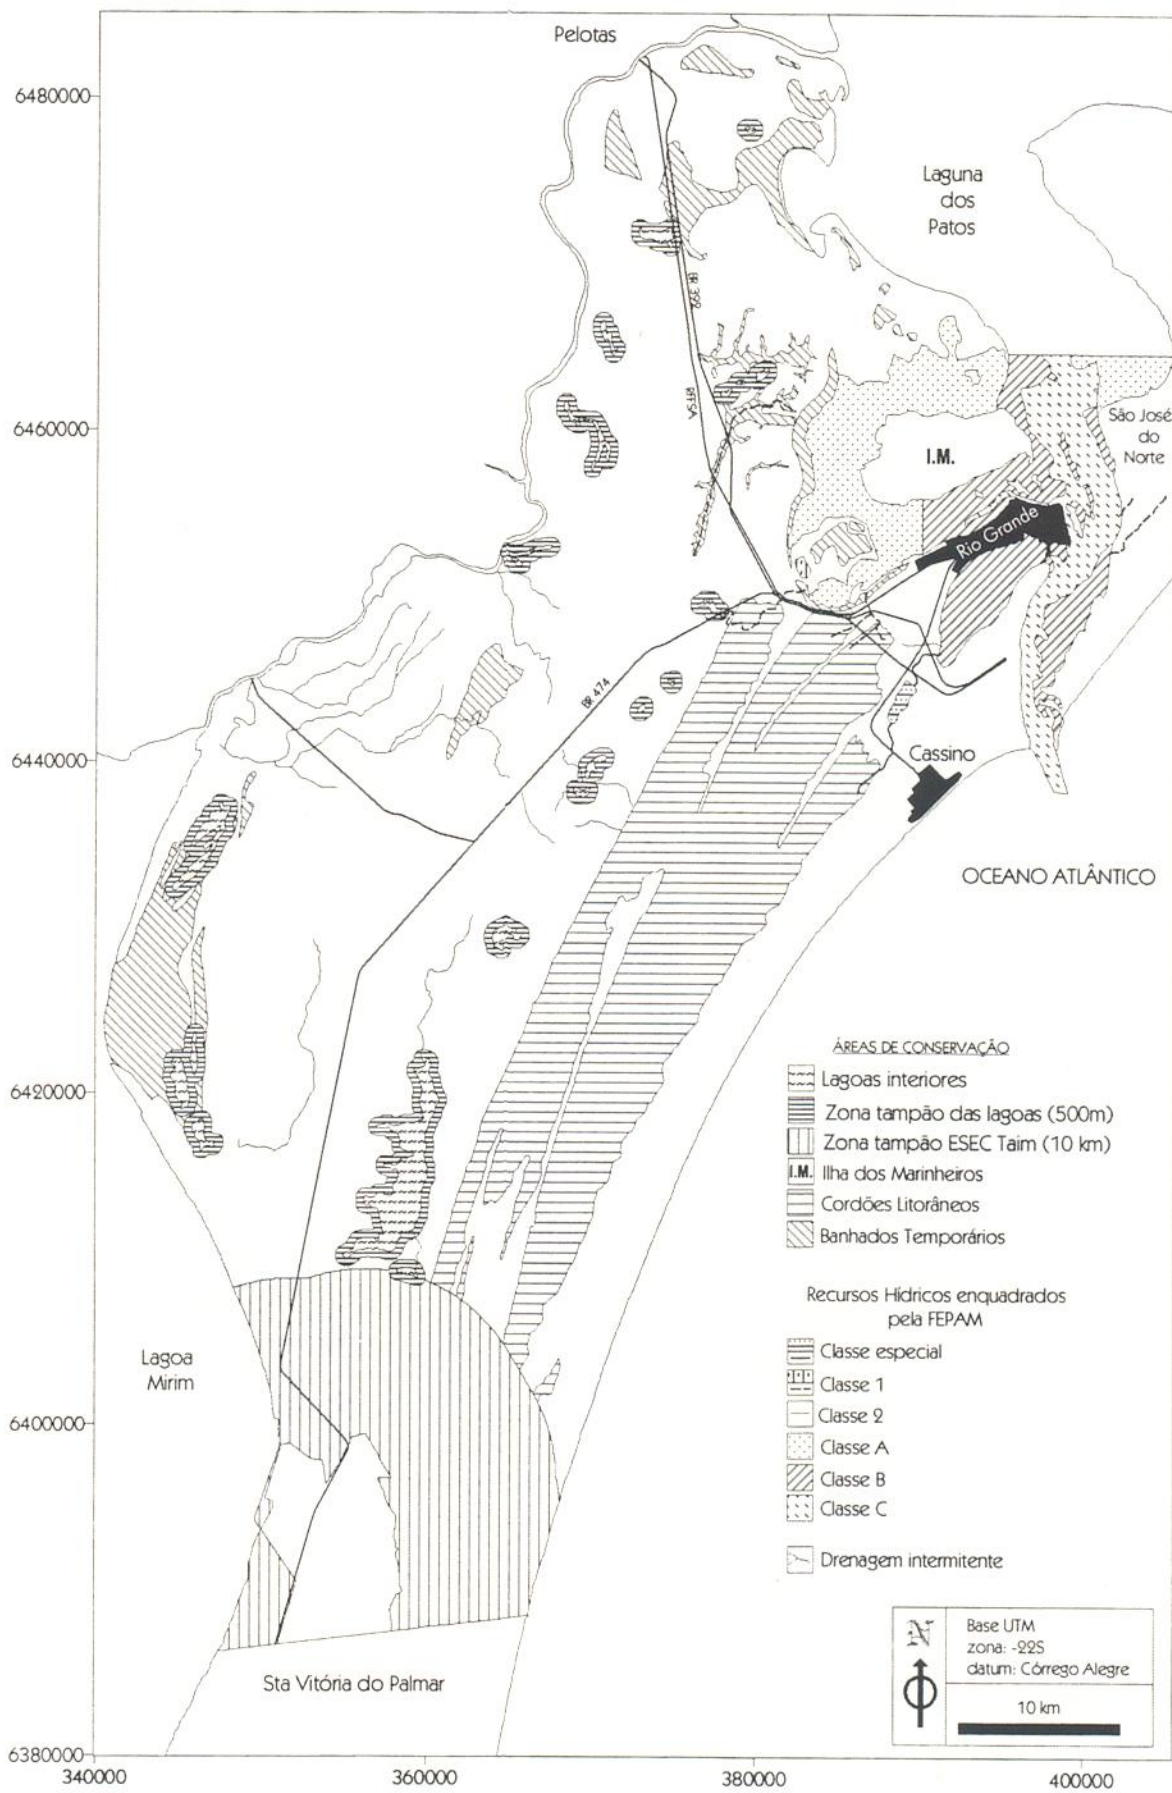 Pelotas
6480000
Laguna
dos
Patos
BR 392
RFFSA
6460000
São José
do
Norte
I.M.
Rio Grande
BR 474
6440000
Cassino
OCEANO ATLÂNTICO
ÁREAS DE CONSERVAÇÃO
Lagoas interiores
6420000
Zona tampão das lagoas (500m)
Zona tampão ESEC Taim (10 km)
I.M. Ilha dos Marinheiros
Cordões Litorâneos
Banhados Temporários
Recursos Hídricos enquadrados
pela FEPAM
Lagoa
Mirim
Classe especial
Classe 1
Classe 2
6400000
Classe A
Classe B
Classe C
Drenagem intermitente
N
Base UTM
zona: -22S
datum: Córrego Alegre
10 km
Sta Vitória do Palmar
6380000
340000
360000
380000
400000